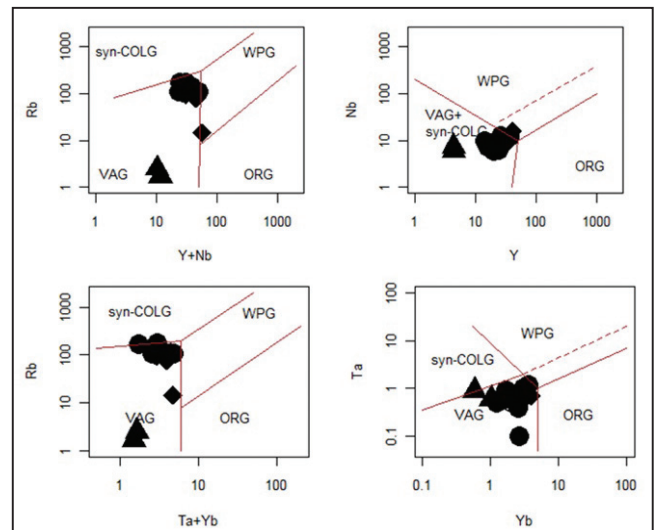 syn-COLG
WPG
VAG
ORG
Rb
1000
100
10
1
1
10
100
1000
Y+Nb
WPG
VAG+
syn-COLG
ORG
Nb
1000
100
10
1
1
10
100
1000
Y
syn-COLG
WPG
VAG
ORG
Rb
1000
100
10
1
1
10
100
Ta+Yb
WPG
syn-COLG
VAG
ORG
Ta
100
10
1
0.1
0.1
1
10
100
Yb